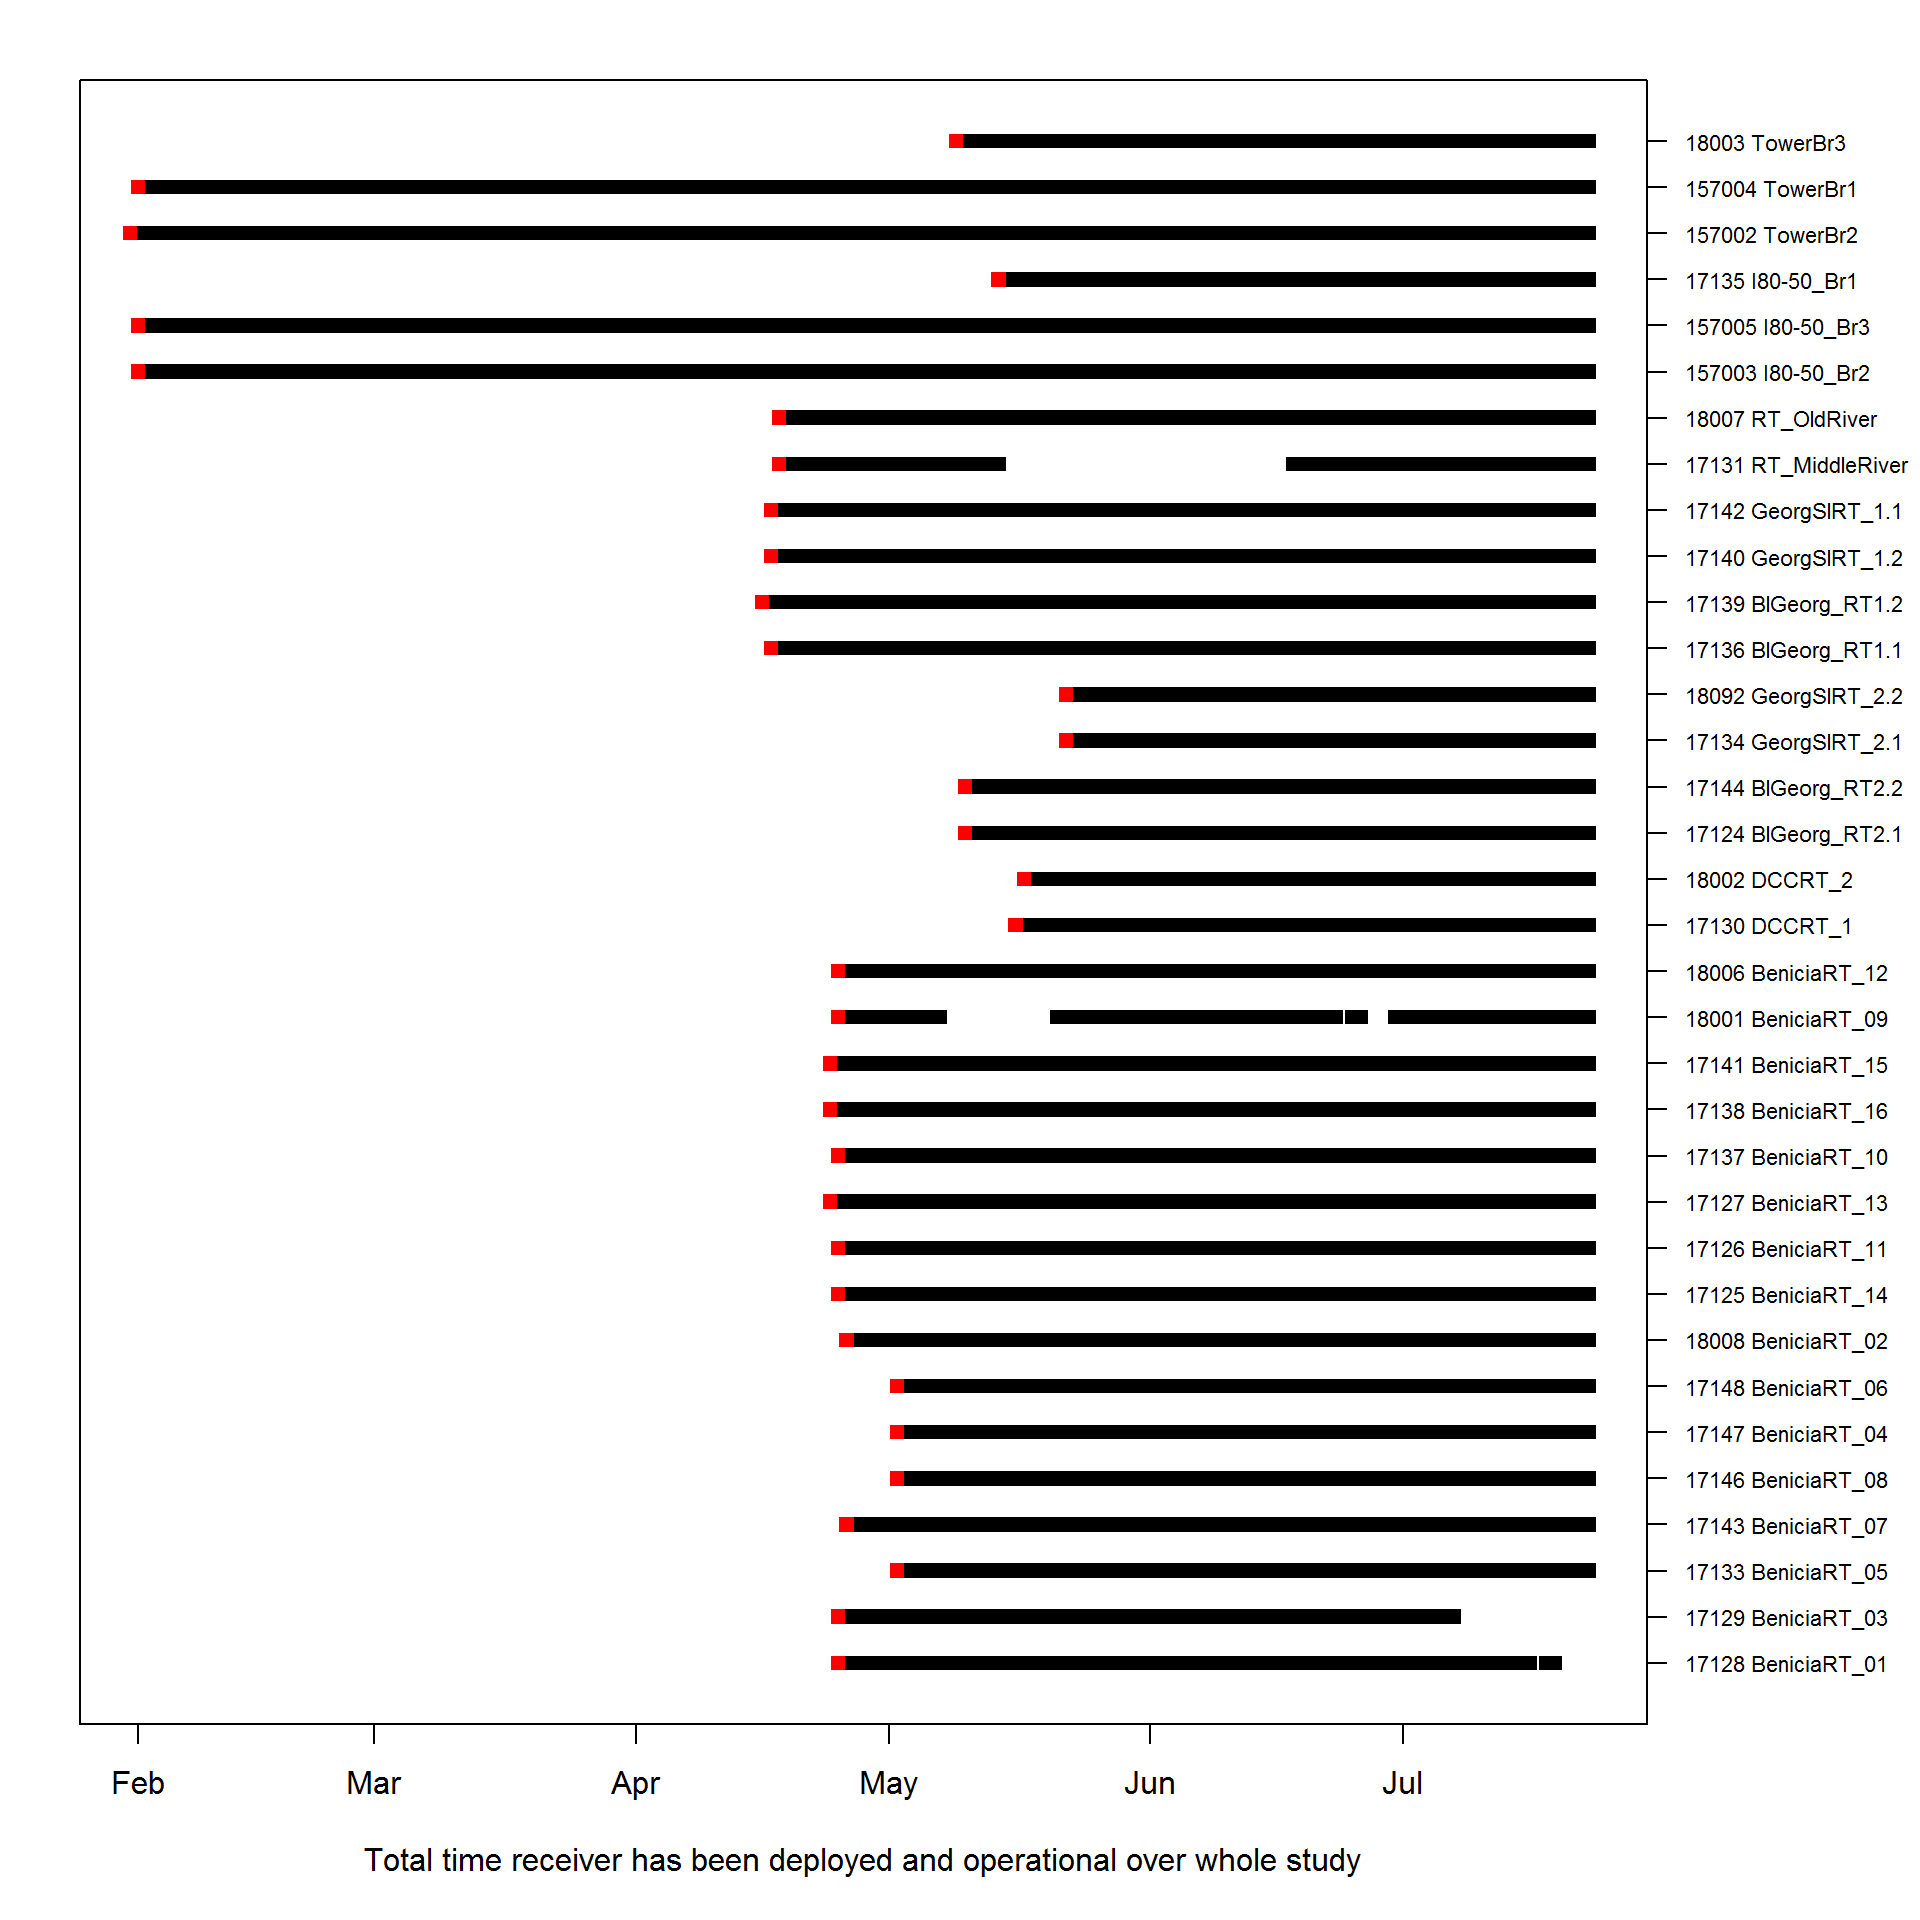 18003 TowerBr3
157004 TowerBr1
157002 TowerBr2
17135 I80-50_Br1
157005 I80-50_Br3
157003 I80-50_Br2
18007 RT_OldRiver
17131 RT_MiddleRiver
17142 GeorgSlRT_1.1
17140 GeorgSlRT_1.2
17139 BlGeorg_RT1.2
17136 BlGeorg_RT1.1
18092 GeorgSlRT_2.2
17134 GeorgSlRT_2.1
17144 BlGeorg_RT2.2
17124 BlGeorg_RT2.1
18002 DCCRT_2
17130 DCCRT_1
18006 BeniciaRT_12
18001 BeniciaRT_09
17141 BeniciaRT_15
17138 BeniciaRT_16
17137 BeniciaRT_10
17127 BeniciaRT_13
17126 BeniciaRT_11
17125 BeniciaRT_14
18008 BeniciaRT_02
17148 BeniciaRT_06
17147 BeniciaRT_04
17146 BeniciaRT_08
17143 BeniciaRT_07
17133 BeniciaRT_05
17129 BeniciaRT_03
17128 BeniciaRT_01
Feb Mar Apr May Jun Jul
Total time receiver has been deployed and operational over whole study